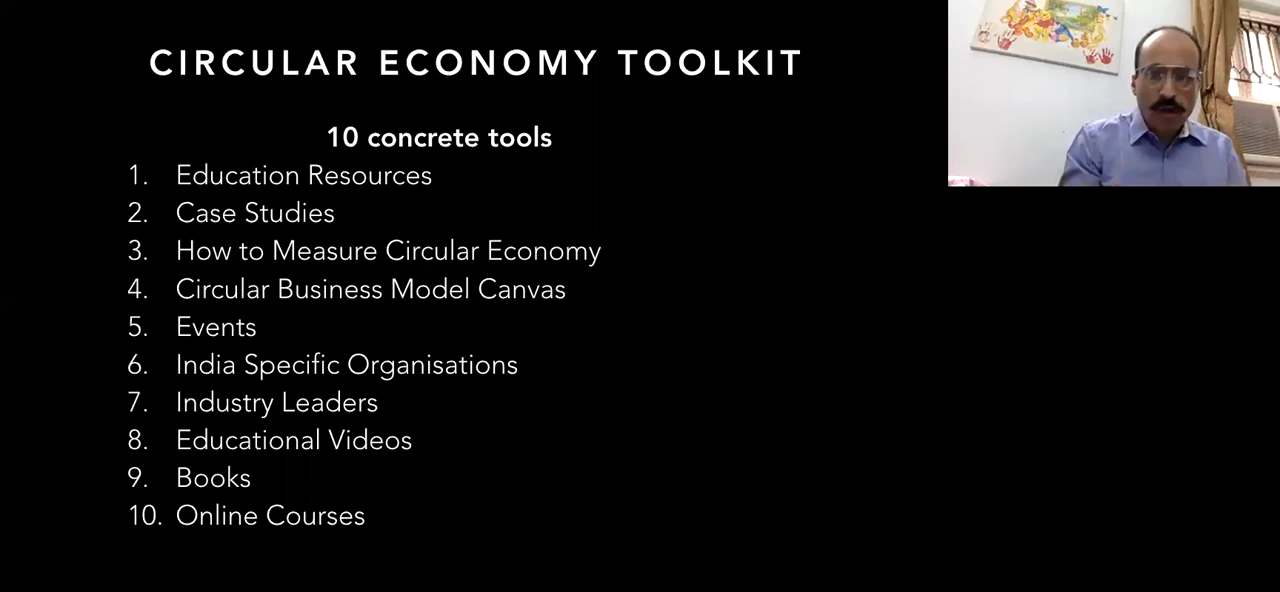 CIRCULAR ECONOMY TOOLKIT
10 concrete tools
1. Education Resources
2. Case Studies
3. How to Measure Circular Economy
4. Circular Business Model Canvas
5. Events
6. India Specific Organisations
7. Industry Leaders
8. Educational Videos
9. Books
10. Online Courses